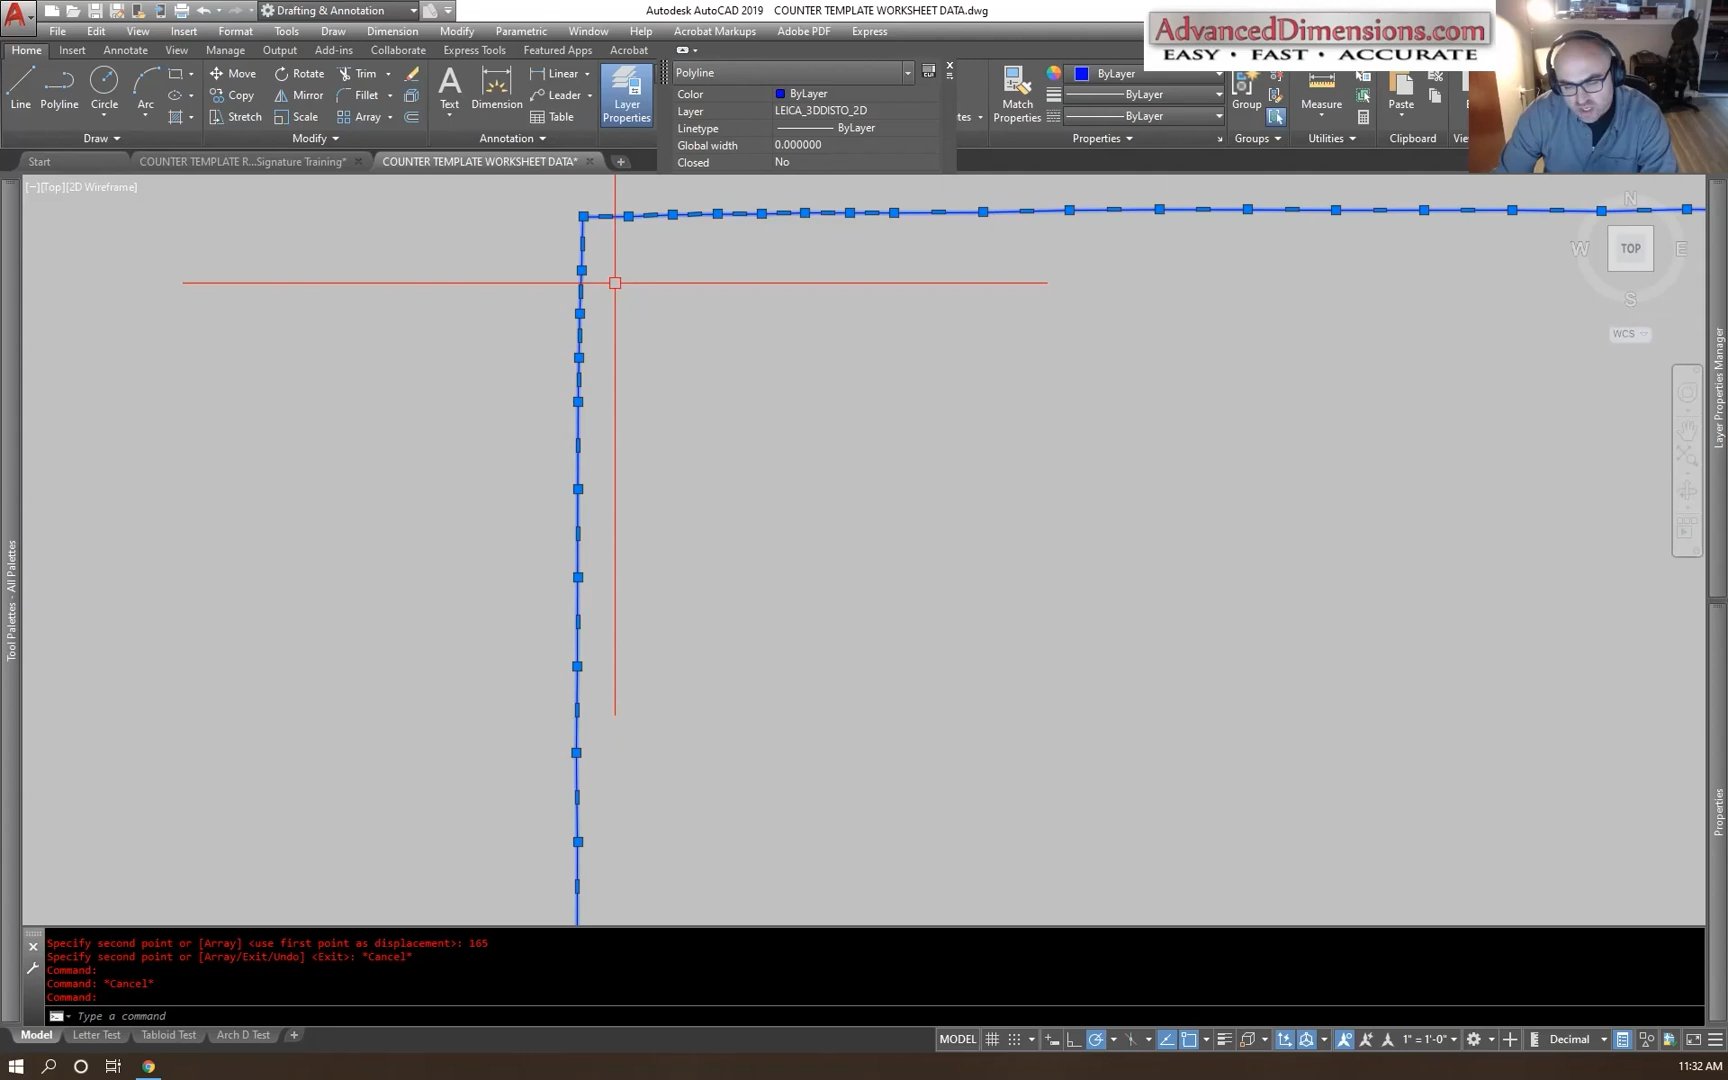 Drafting & Annotation
Autodesk AutoCAD 2019 COUNTER TEMPLATE WORKSHEET DATA.dwg
AdvancedDimensions.com
EASY • FAST • ACCURATE
File Edit View Insert Format Tools Draw Dimension Modify Parametric Window Help Acrobat Markups Adobe PDF Express
Home Insert Annotate View Manage Output Add-ins Collaborate Express Tools Featured Apps Acrobat
Line
Polyline
Circle
Arc
Move
Copy
Stretch
Rotate
Mirror
Scale
Trim
Fillet
Array
Text
Dimension
Linear
Leader
Table
Layer
Properties
Polyline
Color ByLayer
Layer LEICA_3DDISTO_2D
Linetype ByLayer
Global width 0.000000
Closed No
Match
Properties
ByLayer
ByLayer
ByLayer
Group
Measure
Paste
Draw
Modify
Annotation
Properties
Groups
Utilities
Clipboard
Start
COUNTER TEMPLATE R...Signature Training*
COUNTER TEMPLATE WORKSHEET DATA*
[−][Top][2D Wireframe]
N
W
TOP
E
S
WCS
Layer Properties Manager
Tool Palettes - All Palettes
Properties
Specify second point or [Array] <use first point as displacement>: 165
Specify second point or [Array/Exit/Undo] <Exit>: *Cancel*
Command:
Command: *Cancel*
Command:
Type a command
Model Letter Test Tabloid Test Arch D Test
MODEL
1" = 1'-0"
Decimal
11:32 AM